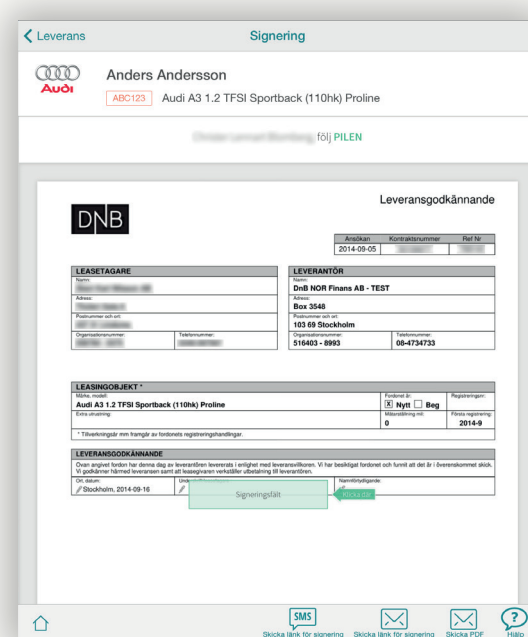 Leverans
Signering
Audi
Anders Andersson
ABC123 Audi A3 1.2 TFSI Sportback (110hk) Proline
följ PILEN
DNB
Leveransgodkännande
Ansökan Kontraktsnummer Ref Nr
2014-09-05
LEASETAGARE
Namn:
Adress:
Postnummer och ort:
Organisationsnummer: Telefonnummer:
LEVERANTÖR
Namn:
DnB NOR Finans AB - TEST
Adress:
Box 3548
Postnummer och ort:
103 69 Stockholm
Organisationsnummer: Telefonnummer:
516403 - 8993 08-4734733
LEASINGOBJEKT *
Märke, modell: Fordonet är: Registreringsnr:
Audi A3 1.2 TFSI Sportback (110hk) Proline X Nytt Beg
Extra utrustning: Mätarställning mil: Första registrering:
0 2014-9
* Tillverkningsår mm framgår av fordonets registreringshandlingar.
LEVERANSGODKÄNNANDE
Ovan angivet fordon har denna dag av leverantören levererats i enlighet med leveransvillkoren. Vi har besiktigat fordonet och funnit att det är i överenskommet skick.
Vi godkänner härmed leveransen samt att leasegivaren verkställer utbetalning till leverantören.
Ort, datum: Namnförtydligande:
Stockholm, 2014-09-16
Signeringsfält
Klicka här
SMS
Skicka länk för signering Skicka länk för signering Skicka PDF Hjälp